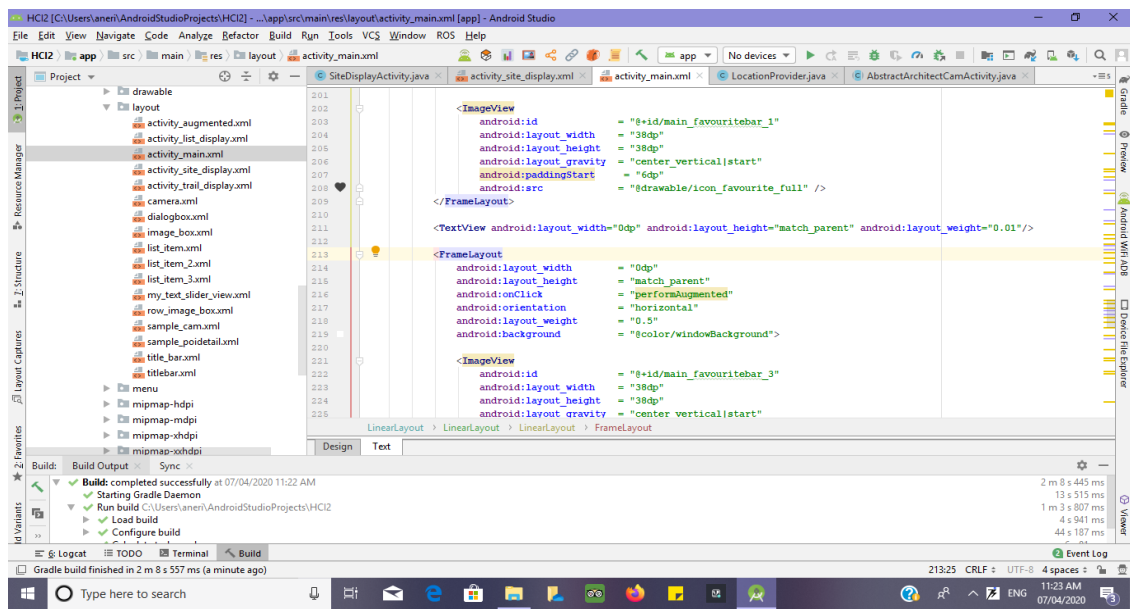 HCI2 [C:\Users\aneri\AndroidStudioProjects\HCI2] - ...\app\src\main\res\layout\activity_main.xml [app] - Android Studio
File Edit View Navigate Code Analyze Refactor Build Run Tools VCS Window ROS Help
HCI2 app src main res layout activity_main.xml app No devices
Project SiteDisplayActivity.java activity_site_display.xml activity_main.xml LocationProvider.java AbstractArchitectCamActivity.java
1: Project
Resource Manager
7: Structure
Layout Captures
2: Favorites
drawable
layout
activity_augmented.xml
activity_list_display.xml
activity_main.xml
activity_site_display.xml
activity_trail_display.xml
camera.xml
dialogbox.xml
image_box.xml
list_item.xml
list_item_2.xml
list_item_3.xml
my_text_slider_view.xml
row_image_box.xml
sample_cam.xml
sample_poidetail.xml
title_bar.xml
titlebar.xml
menu
mipmap-hdpi
mipmap-mdpi
mipmap-xhdpi
mipmap-xxhdpi
201
202 <ImageView
203 android:id = "@+id/main_favouritebar_1"
204 android:layout_width = "38dp"
205 android:layout_height = "38dp"
206 android:layout_gravity = "center_vertical|start"
207 android:paddingStart = "6dp"
208 android:src = "@drawable/icon_favourite_full" />
209 </FrameLayout>
210
211 <TextView android:layout_width="0dp" android:layout_height="match_parent" android:layout_weight="0.01"/>
212
213 <FrameLayout
214 android:layout_width = "0dp"
215 android:layout_height = "match_parent"
216 android:onClick = "performAugmented"
217 android:orientation = "horizontal"
218 android:layout_weight = "0.5"
219 android:background = "@color/windowBackground">
220
221 <ImageView
222 android:id = "@+id/main_favouritebar_3"
223 android:layout_width = "38dp"
224 android:layout_height = "38dp"
225 android:layout_gravity = "center_vertical|start"
LinearLayout › LinearLayout › LinearLayout › FrameLayout
Design Text
Gradle
Preview
Android WiFi ADB
Device File Explorer
Build: Build Output Sync
Build: completed successfully at 07/04/2020 11:22 AM 2 m 8 s 445 ms
Starting Gradle Daemon 13 s 515 ms
Run build C:\Users\aneri\AndroidStudioProjects\HCI2 1 m 3 s 807 ms
Load build 4 s 941 ms
Configure build 44 s 187 ms
6: Logcat TODO Terminal Build 2 Event Log
Gradle build finished in 2 m 8 s 557 ms (a minute ago) 213:25 CRLF UTF-8 4 spaces
Type here to search ENG 11:23 AM
07/04/2020